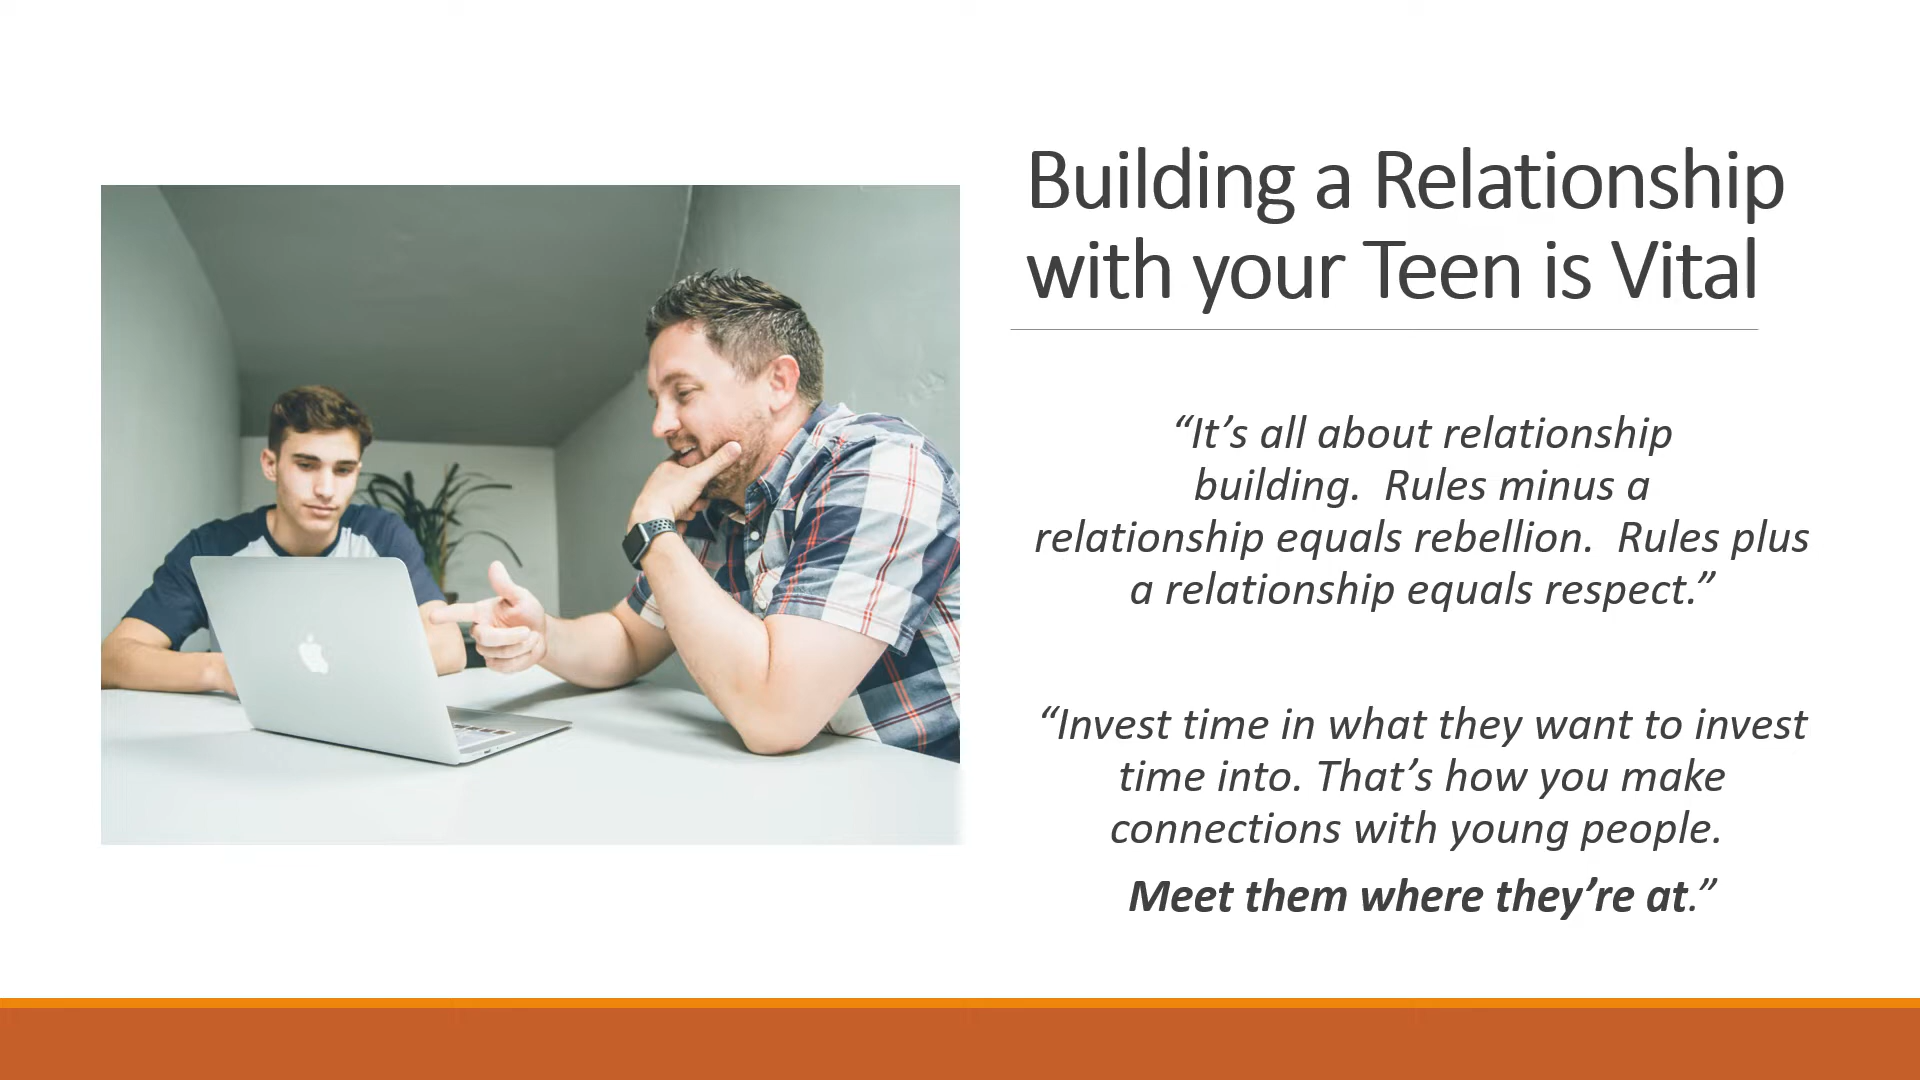 Building a Relationship
with your Teen is Vital
“It’s all about relationship
building.  Rules minus a
relationship equals rebellion.  Rules plus
a relationship equals respect.”
“Invest time in what they want to invest
time into. That’s how you make
connections with young people.
Meet them where they’re at.”